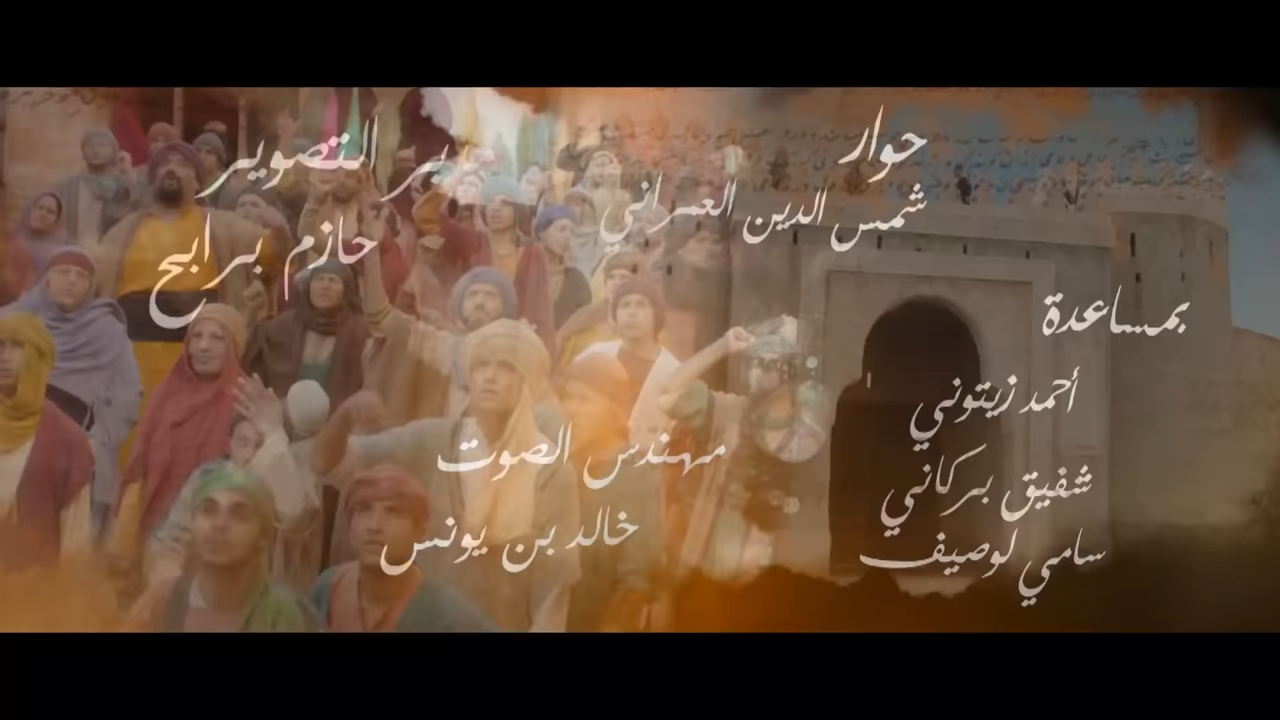 حوار
شمس الدين العمراني
بمساعدة
أحمد زيتوني
شفيق بركاني
سامي لوصيف
ير التصوير
حازم برابح
مهندس الصوت
خالد بن يونس